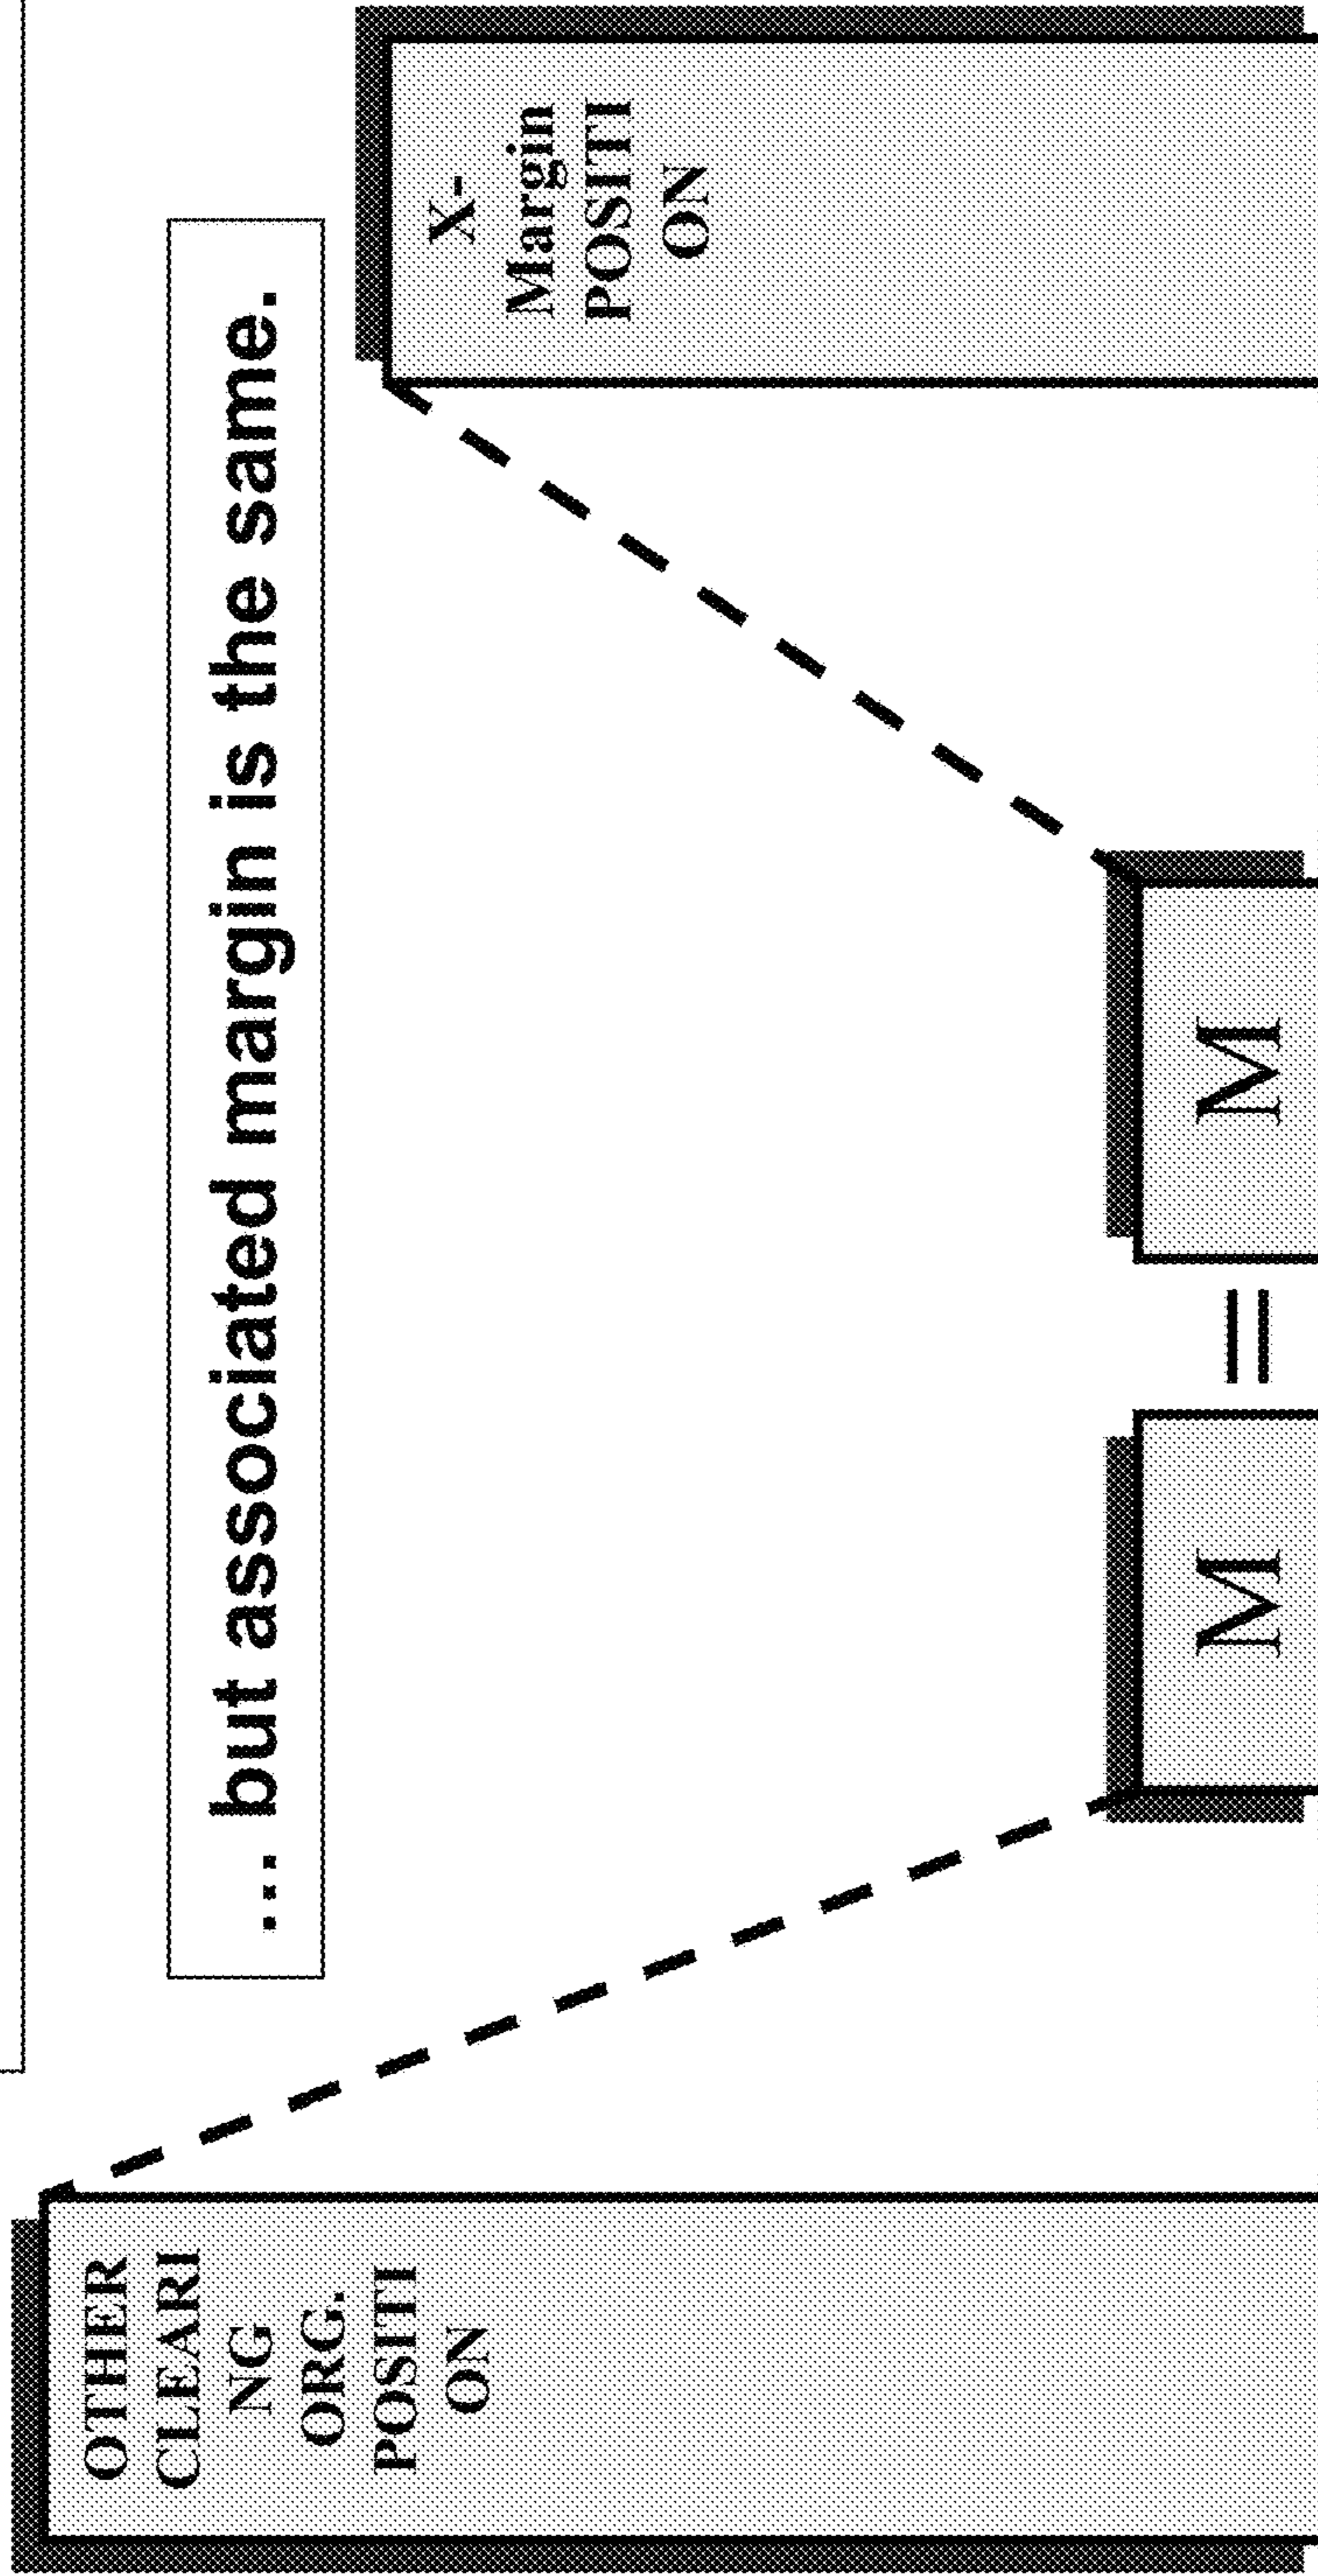 ... but associated margin is the same.
OTHER
CLEARI
NG
ORG.
POSITI
ON
M
=
M
X-
Margin
POSITI
ON